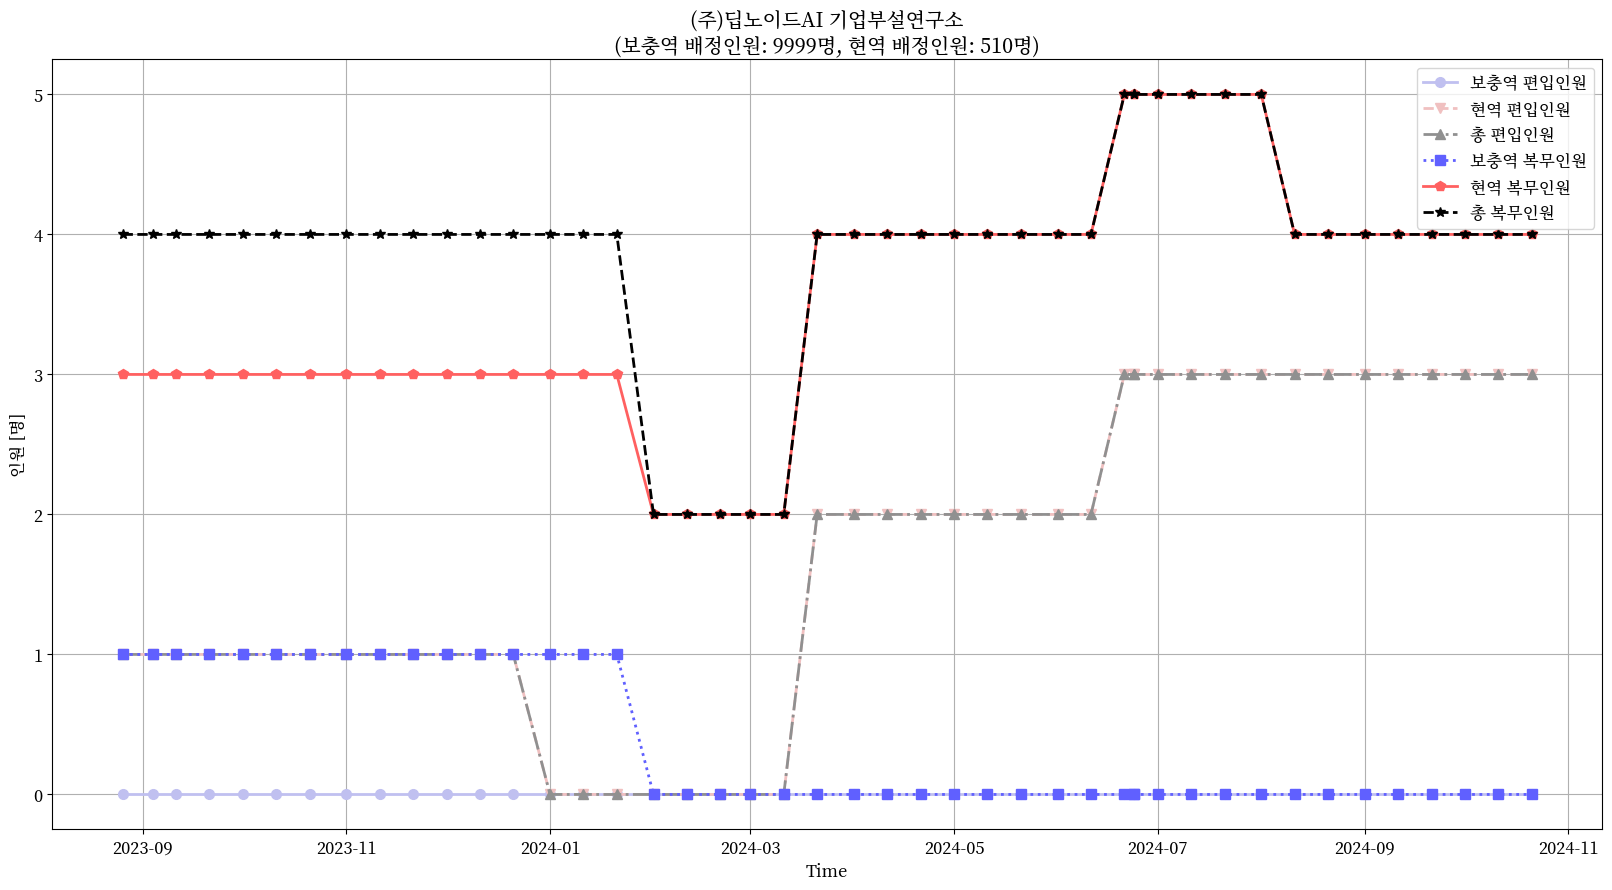 (주)딥노이드AI 기업부설연구소
(보충역 배정인원: 9999명, 현역 배정인원: 510명)
보충역 편입인원
현역 편입인원
총 편입인원
보충역 복무인원
현역 복무인원
총 복무인원
인원 [명]
5
4
3
2
1
0
2023-09
2023-11
2024-01
2024-03
2024-05
2024-07
2024-09
2024-11
Time